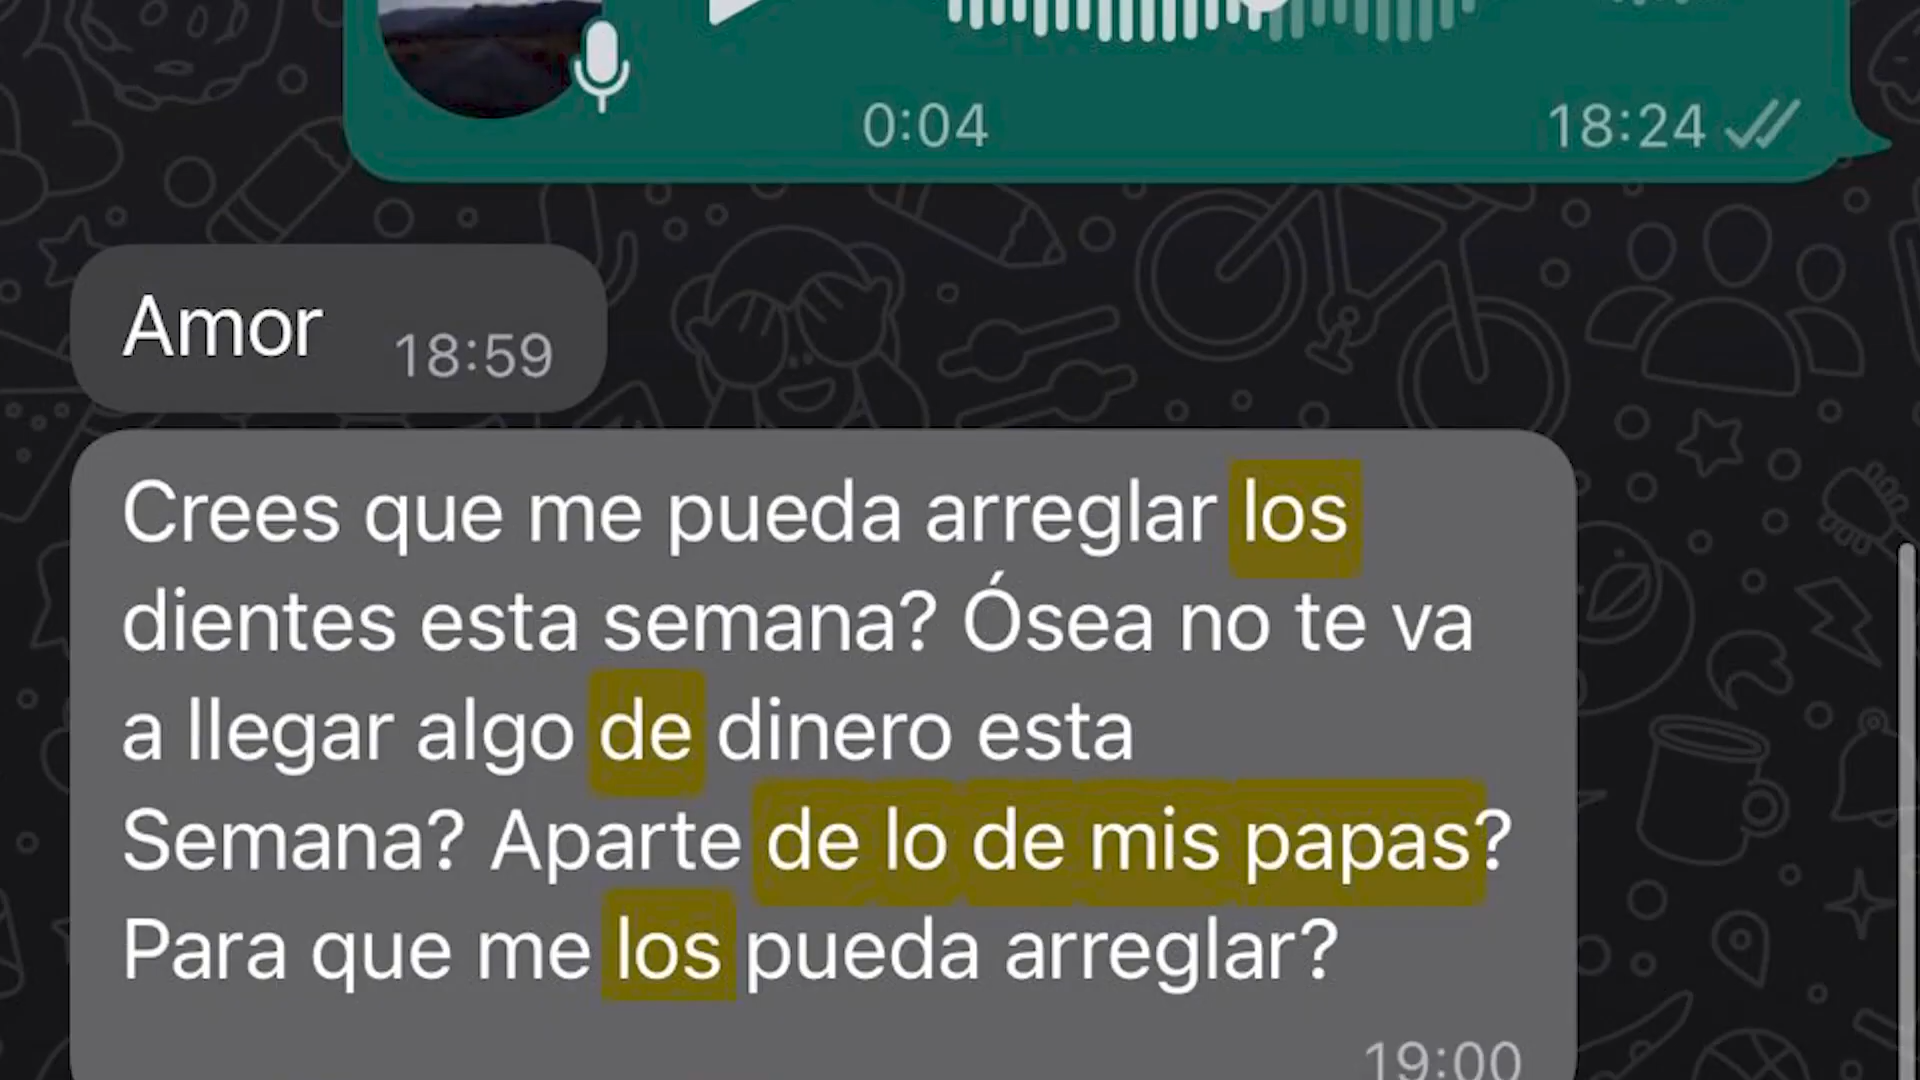 0:04 18:24
Amor 18:59
Crees que me pueda arreglar los
dientes esta semana? Ósea no te va
a llegar algo de dinero esta
Semana? Aparte de lo de mis papas?
Para que me los pueda arreglar?
19:00